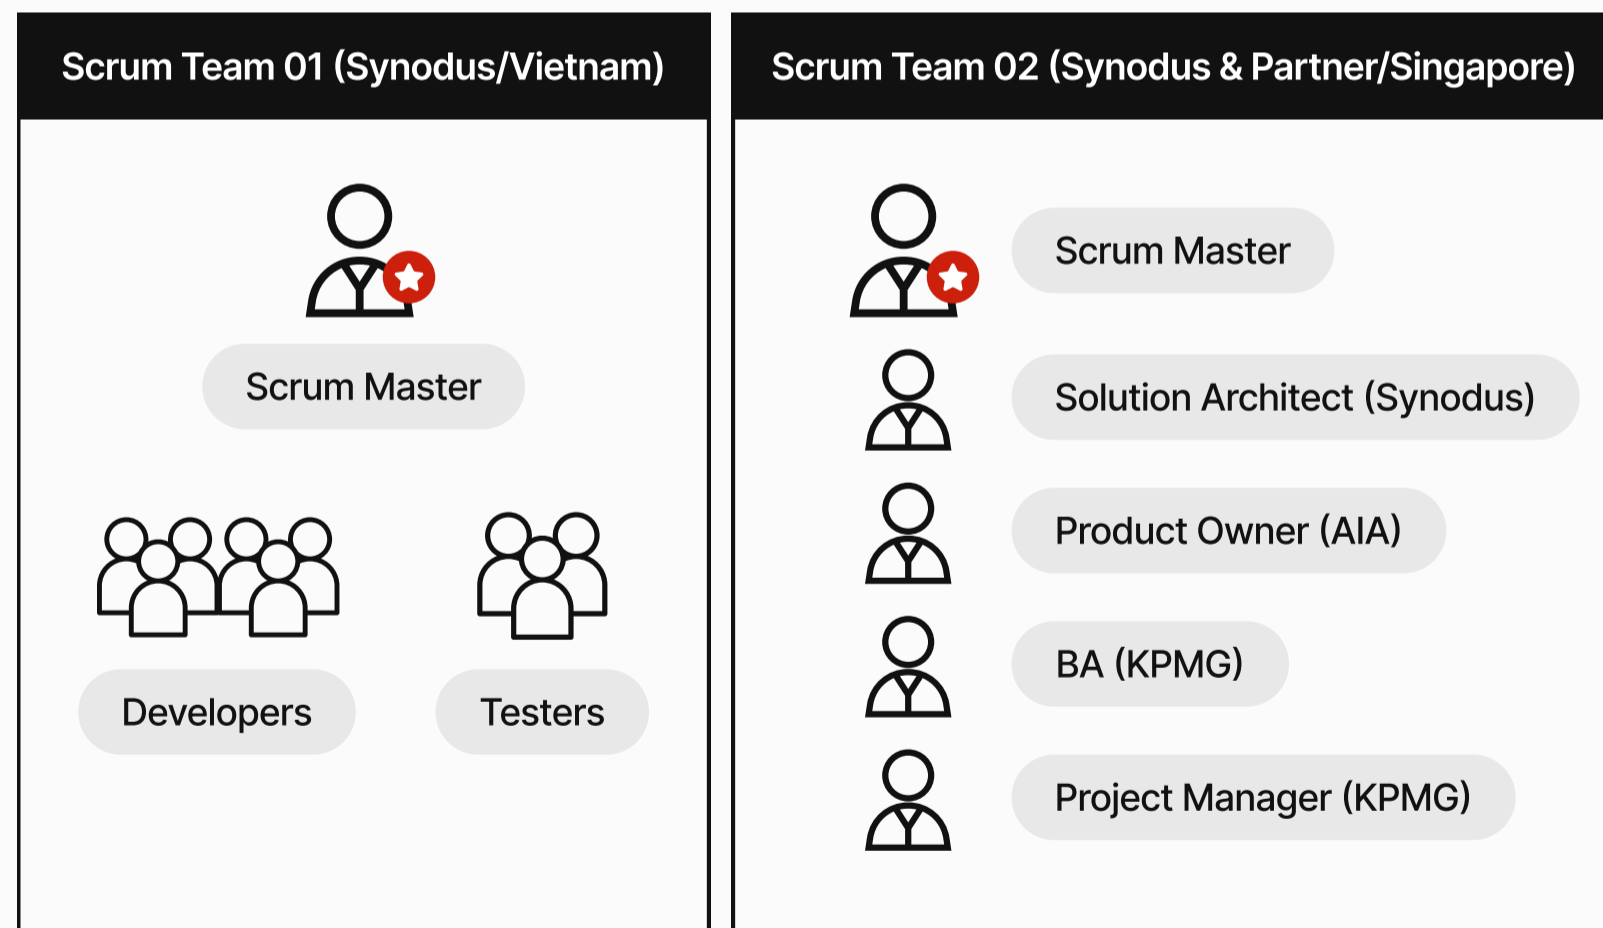 Scrum Team 01 (Synodus/Vietnam)
Scrum Master
Developers
Testers
Scrum Team 02 (Synodus & Partner/Singapore)
Scrum Master
Solution Architect (Synodus)
Product Owner (AIA)
BA (KPMG)
Project Manager (KPMG)